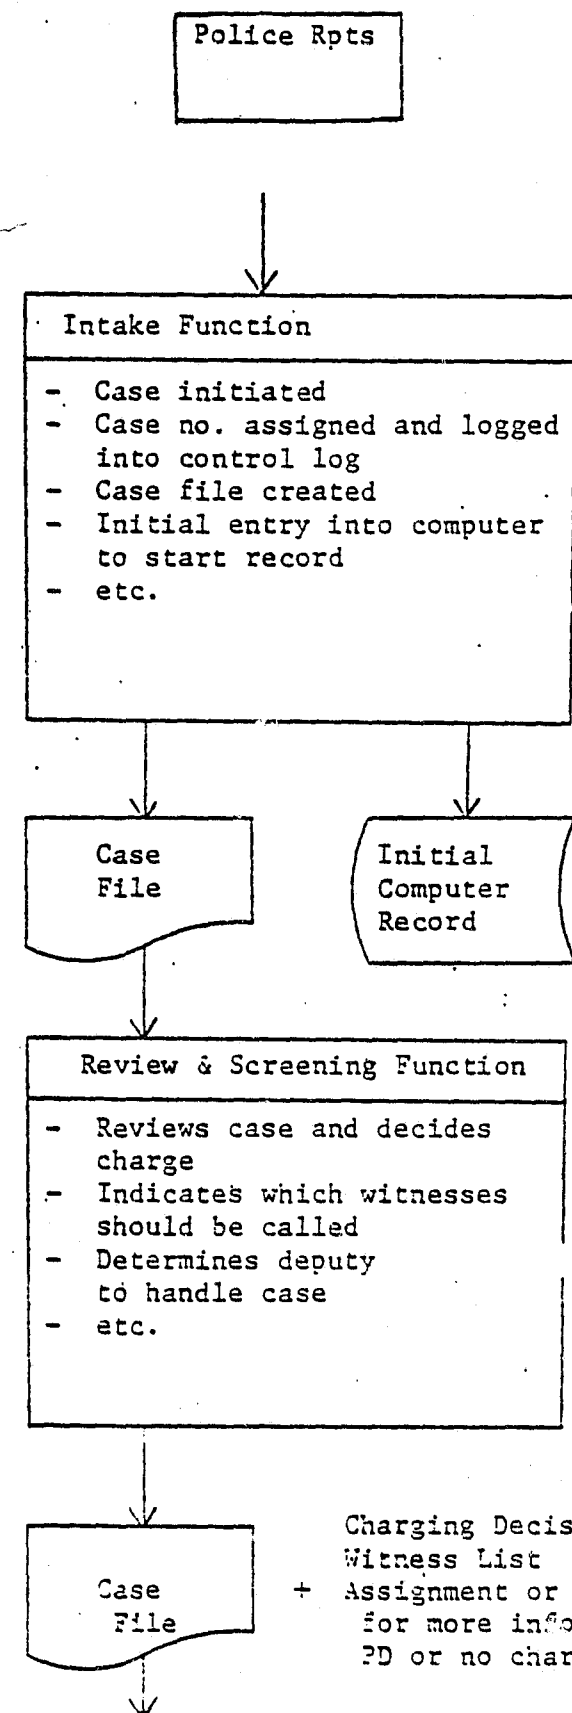 Police Rpts
Intake Function
- Case initiated
- Case no. assigned and logged
into control log
- Case file created
- Initial entry into computer
to start record
- etc.
Case
File
Initial
Computer
Record
Review & Screening Function
- Reviews case and decides
charge
- Indicates which witnesses
should be called
- Determines deputy
to handle case
- etc.
Case
File
+
Charging Decis
Witness List
Assignment or
for more info
PD or no char